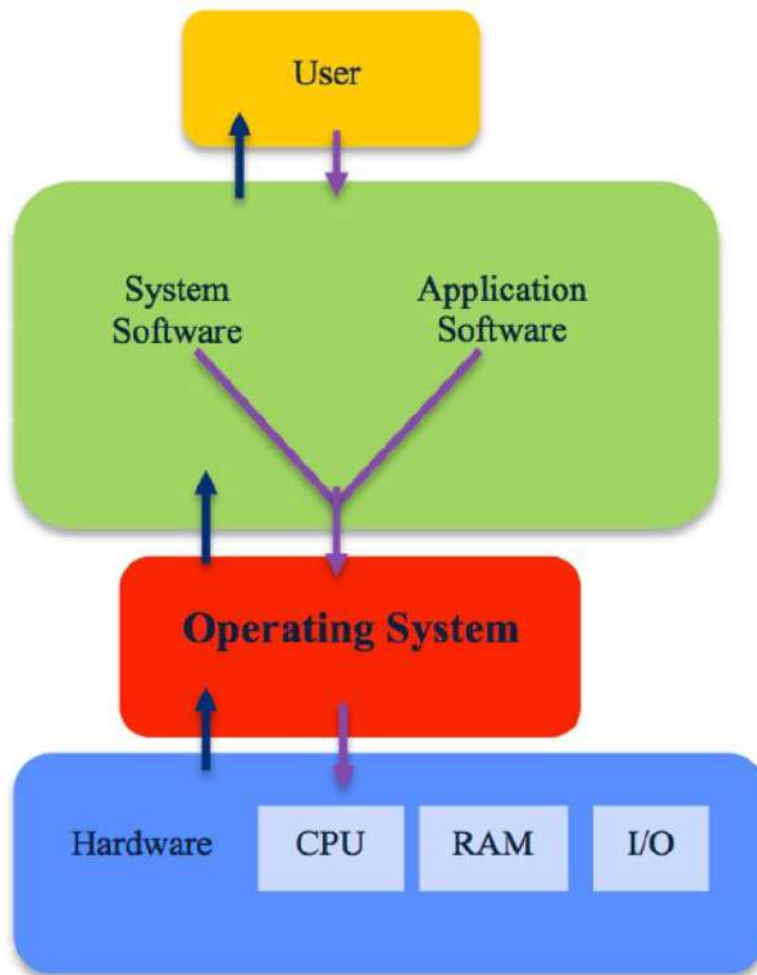 User
System
Software
Application
Software
Operating System
Hardware
CPU
RAM
I/O